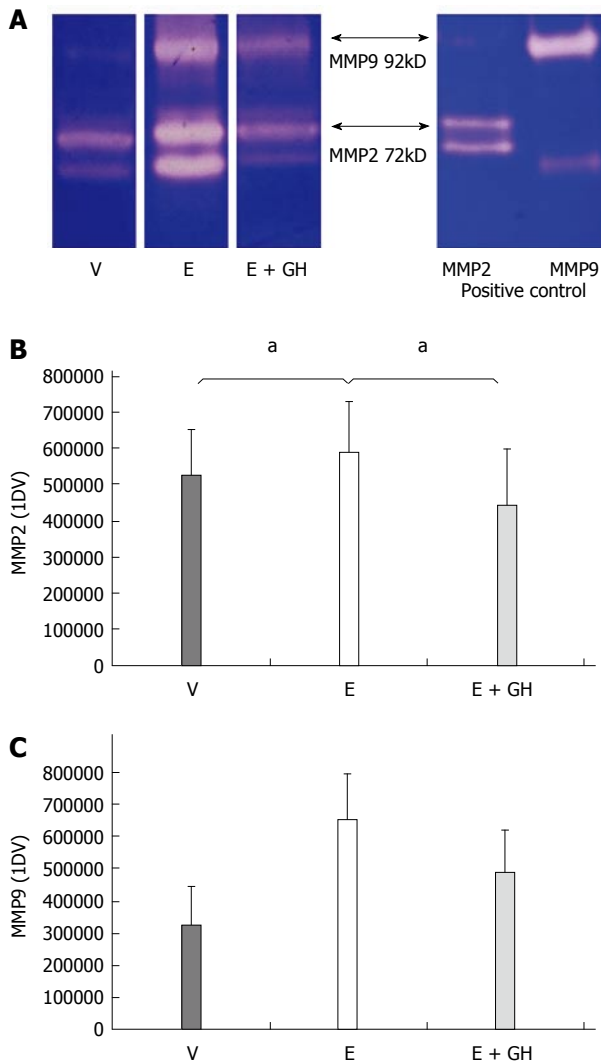 A
MMP9 92kD
MMP2 72kD
V E E + GH
MMP2 MMP9
Positive control
B
a a
800000
700000
600000
500000
400000
300000
200000
100000
0
MMP2 (1DV)
V E E + GH
C
800000
700000
600000
500000
400000
300000
200000
100000
0
MMP9 (1DV)
V E E + GH